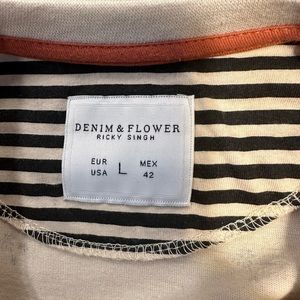 DENIM & FLOWER
RICKY SINGH
EUR L MEX
USA 42